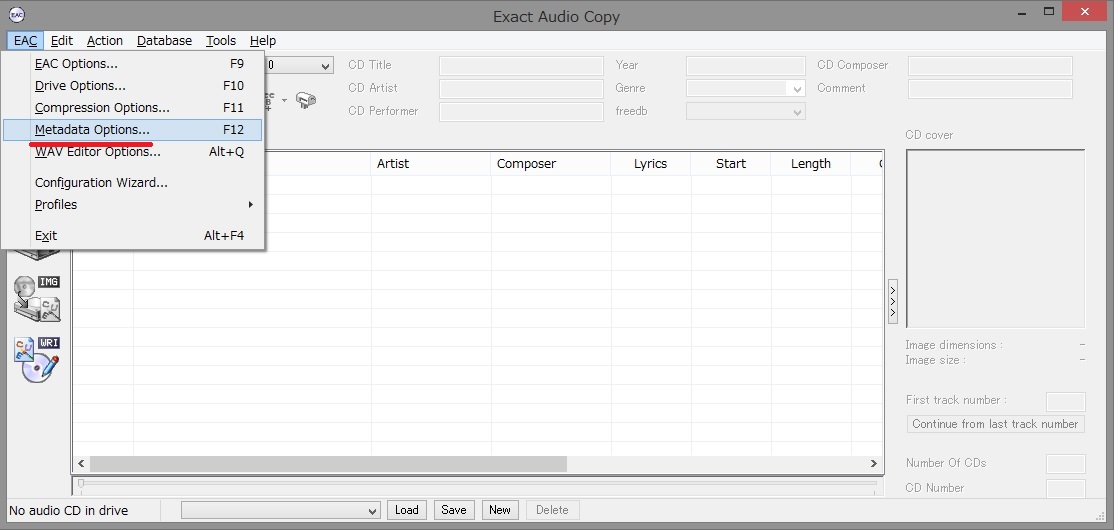 EAC
Exact Audio Copy
EAC Edit Action Database Tools Help
EAC Options... F9
Drive Options... F10
Compression Options... F11
Metadata Options... F12
WAV Editor Options... Alt+Q
Configuration Wizard...
Profiles
Exit Alt+F4
0
CD Title
Year
CD Composer
CD Artist
Genre
Comment
CD Performer
freedb
Artist Composer Lyrics Start Length
CD cover
IMG
WRI
Image dimensions : -
Image size : -
First track number :
Continue from last track number
Number Of CDs
CD Number
No audio CD in drive
Load Save New Delete